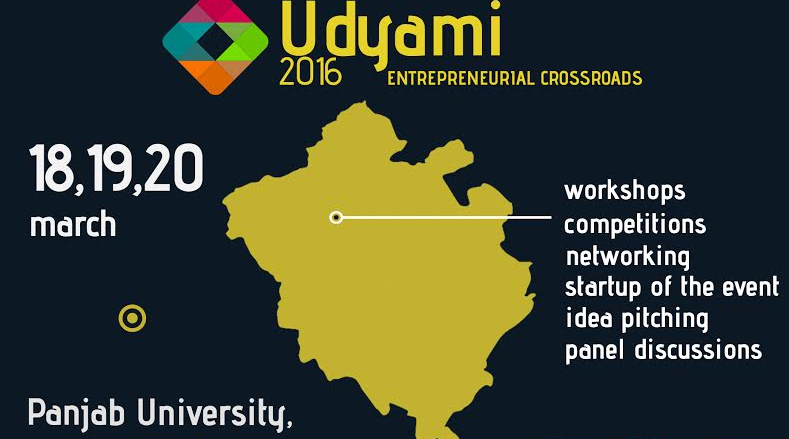 Udyami
2016 ENTREPRENEURIAL CROSSROADS
18,19,20
march
workshops
competitions
networking
startup of the event
idea pitching
panel discussions
Panjab University,